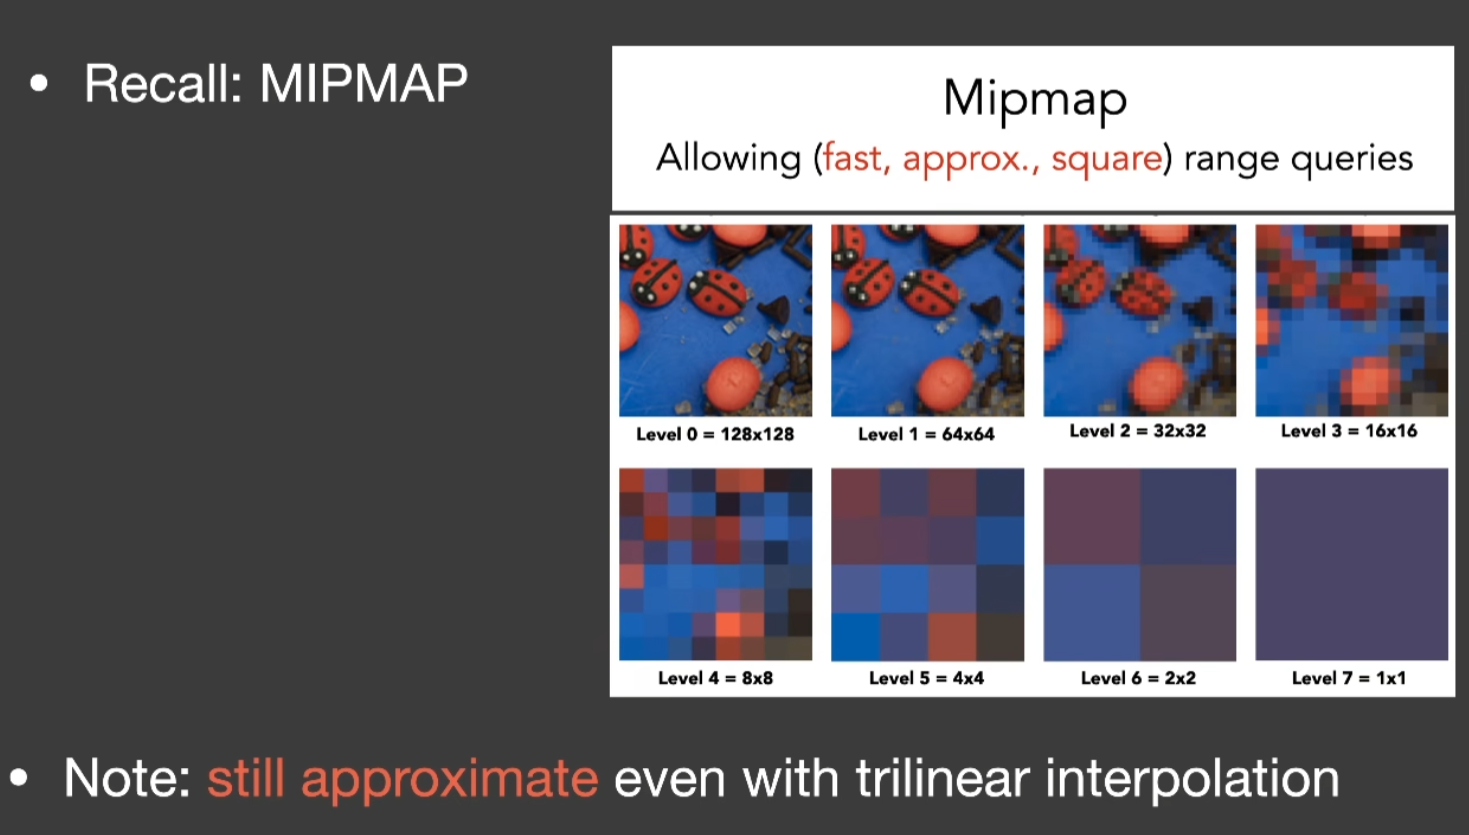 Recall: MIPMAP
Mipmap
Allowing (fast, approx., square) range queries
Level 0 = 128x128
Level 1 = 64x64
Level 2 = 32x32
Level 3 = 16x16
Level 4 = 8x8
Level 5 = 4x4
Level 6 = 2x2
Level 7 = 1x1
Note: still approximate even with trilinear interpolation